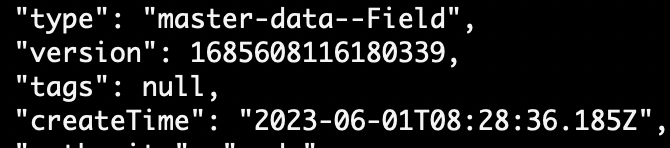 "type": "master-data--Field",
"version": 1685608116180339,
"tags": null,
"createTime": "2023-06-01T08:28:36.185Z",